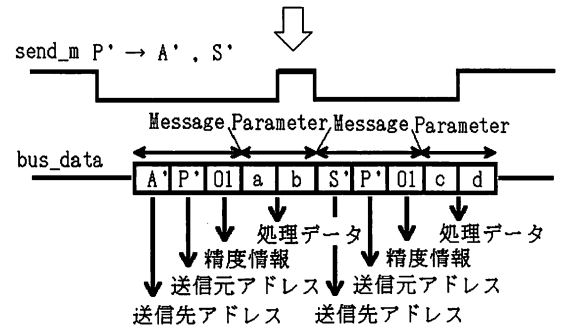 send_m P' → A' , S'
Message Parameter Message Parameter
bus_data
A' P' 01 a b S' P' 01 c d
処理データ 処理データ
精度情報 精度情報
送信元アドレス 送信元アドレス
送信先アドレス 送信先アドレス